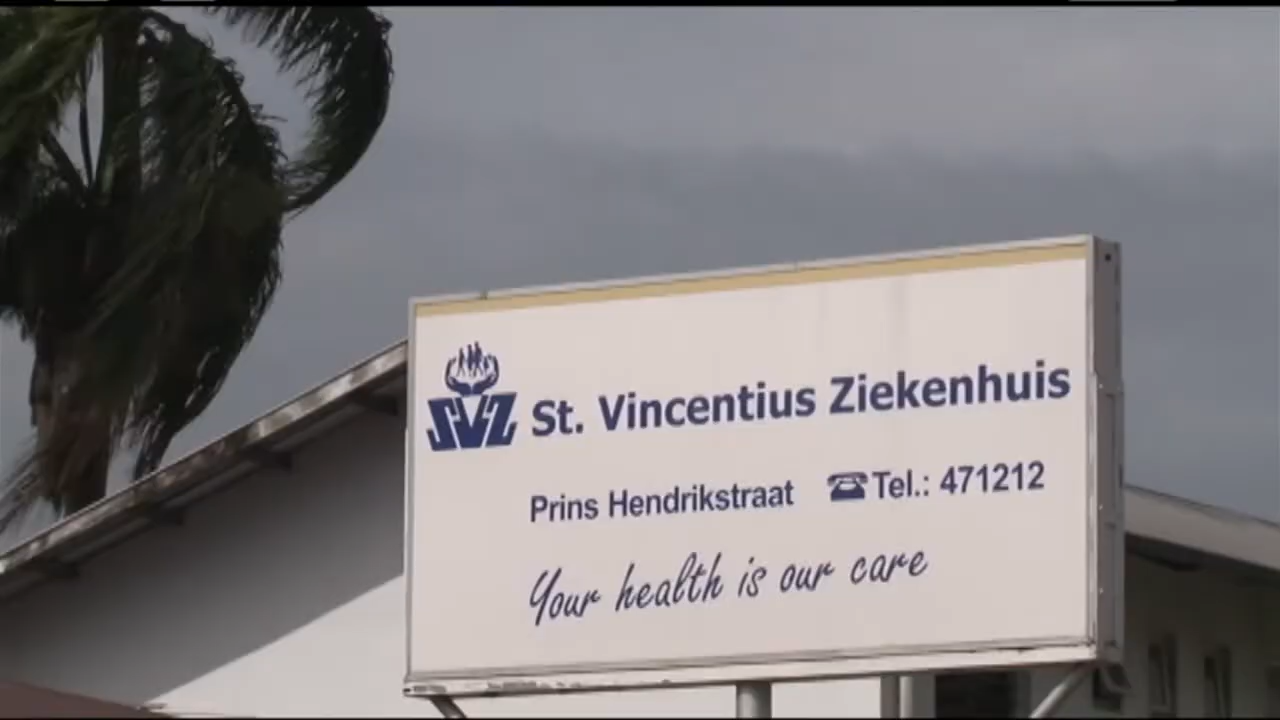 SVZ
St. Vincentius Ziekenhuis
Prins Hendrikstraat ☎Tel.: 471212
Your health is our care